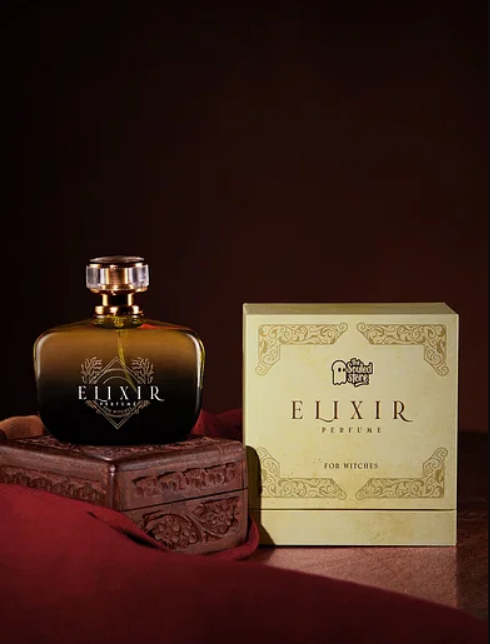 ELIXIR
PERFUME
FOR WITCHES
The
Souled
Store
ELIXIR
PERFUME
FOR WITCHES